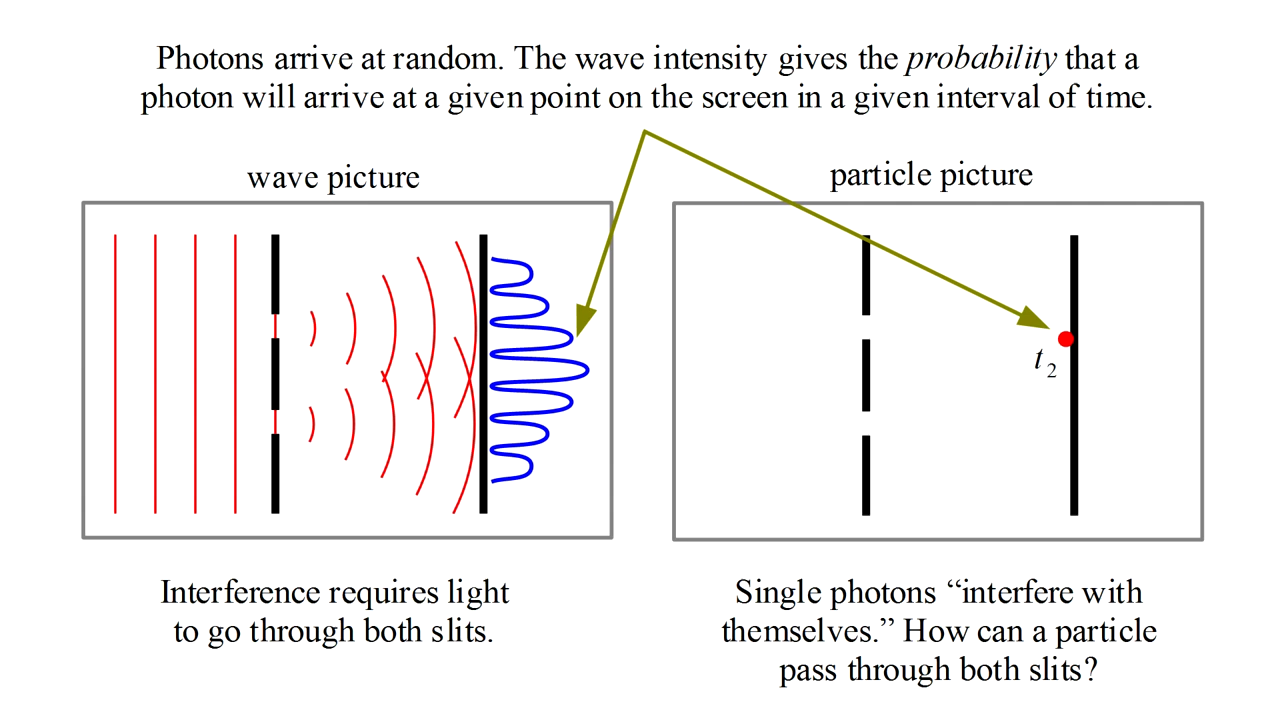 Photons arrive at random. The wave intensity gives the probability that a
photon will arrive at a given point on the screen in a given interval of time.
wave picture
particle picture
t2
Interference requires light
to go through both slits.
Single photons “interfere with
themselves.” How can a particle
pass through both slits?